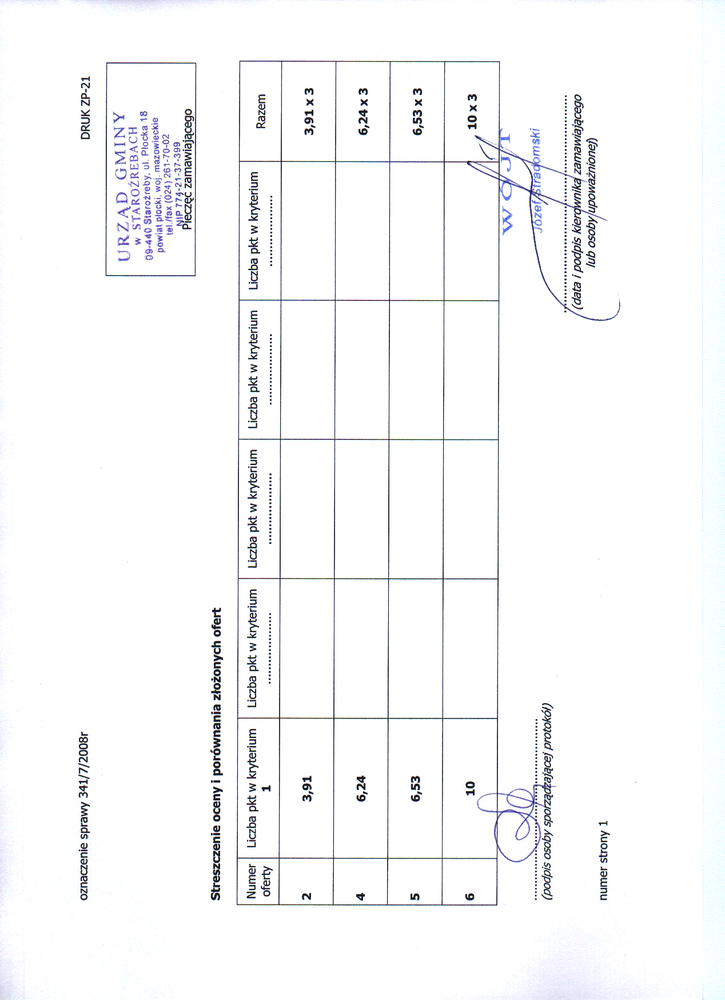 oznaczenie sprawy 341/7/2008r
DRUK ZP-21
URZĄD GMINY
w STAROŹREBACH
09-440 Staroźreby, ul. Płocka 18
powiat płocki, woj. mazowieckie
tel./fax (024) 261-70-02
NIP 774-21-37-399
Pieczęć zamawiającego
Streszczenie oceny i porównania złożonych ofert
Numer oferty | Liczba pkt w kryterium 1 | Liczba pkt w kryterium .................... | Liczba pkt w kryterium .................... | Liczba pkt w kryterium .................... | Liczba pkt w kryterium .................... | Razem
2 | 3,91 | | | | | 3,91 x 3
4 | 6,24 | | | | | 6,24 x 3
5 | 6,53 | | | | | 6,53 x 3
6 | 10 | | | | | 10 x 3
WÓJT
Józef Stradomski
(podpis osoby sporządzającej protokół)
(data i podpis kierownika zamawiającego
lub osoby upoważnionej)
numer strony 1